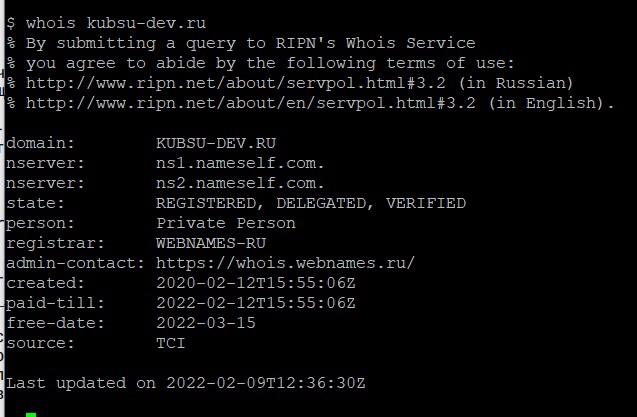 $ whois kubsu-dev.ru
% By submitting a query to RIPN's Whois Service
% you agree to abide by the following terms of use:
% http://www.ripn.net/about/servpol.html#3.2 (in Russian)
% http://www.ripn.net/about/en/servpol.html#3.2 (in English).
domain: KUBSU-DEV.RU
nserver: ns1.nameself.com.
nserver: ns2.nameself.com.
state: REGISTERED, DELEGATED, VERIFIED
person: Private Person
registrar: WEBNAMES-RU
admin-contact: https://whois.webnames.ru/
created: 2020-02-12T15:55:06Z
paid-till: 2022-02-12T15:55:06Z
free-date: 2022-03-15
source: TCI
Last updated on 2022-02-09T12:36:30Z